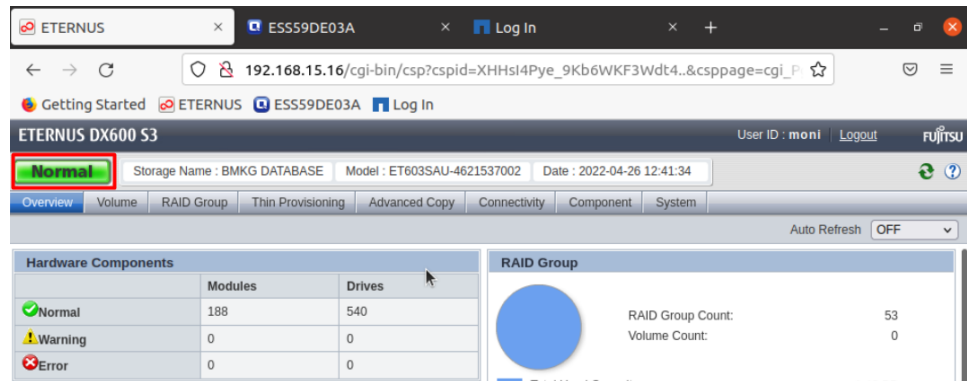 ETERNUS
ESS59DE03A
Log In
192.168.15.16/cgi-bin/csp?cspid=XHHsI4Pye_9Kb6WKF3Wdt4..&csppage=cgi_P
Getting Started ETERNUS ESS59DE03A Log In
ETERNUS DX600 S3 User ID : moni Logout FUJITSU
Normal Storage Name : BMKG DATABASE Model : ET603SAU-4621537002 Date : 2022-04-26 12:41:34
Overview Volume RAID Group Thin Provisioning Advanced Copy Connectivity Component System
Auto Refresh OFF
Hardware Components
Modules Drives
Normal 188 540
Warning 0 0
Error 0 0
RAID Group
RAID Group Count: 53
Volume Count: 0